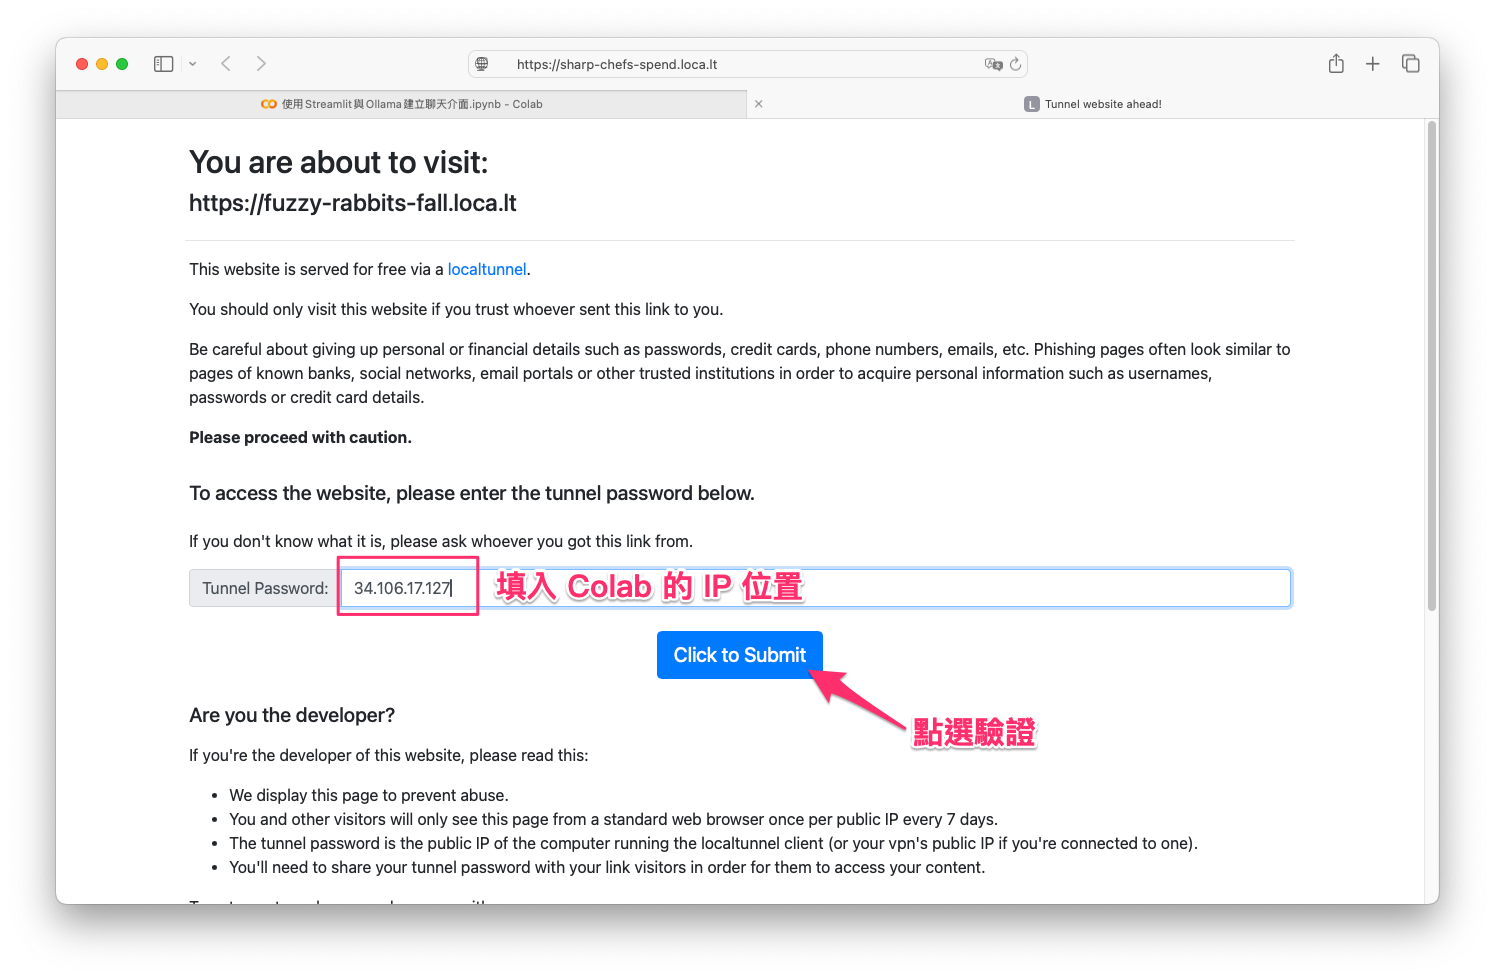 https://sharp-chefs-spend.loca.lt
使用Streamlit與Ollama建立聊天介面.ipynb - Colab
L Tunnel website ahead!
You are about to visit:
https://fuzzy-rabbits-fall.loca.lt
This website is served for free via a localtunnel.
You should only visit this website if you trust whoever sent this link to you.
Be careful about giving up personal or financial details such as passwords, credit cards, phone numbers, emails, etc. Phishing pages often look similar to
pages of known banks, social networks, email portals or other trusted institutions in order to acquire personal information such as usernames,
passwords or credit card details.
Please proceed with caution.
To access the website, please enter the tunnel password below.
If you don't know what it is, please ask whoever you got this link from.
Tunnel Password: 34.106.17.127 填入 Colab 的 IP 位置
Click to Submit
點選驗證
Are you the developer?
If you're the developer of this website, please read this:
• We display this page to prevent abuse.
• You and other visitors will only see this page from a standard web browser once per public IP every 7 days.
• The tunnel password is the public IP of the computer running the localtunnel client (or your vpn's public IP if you're connected to one).
• You'll need to share your tunnel password with your link visitors in order for them to access your content.